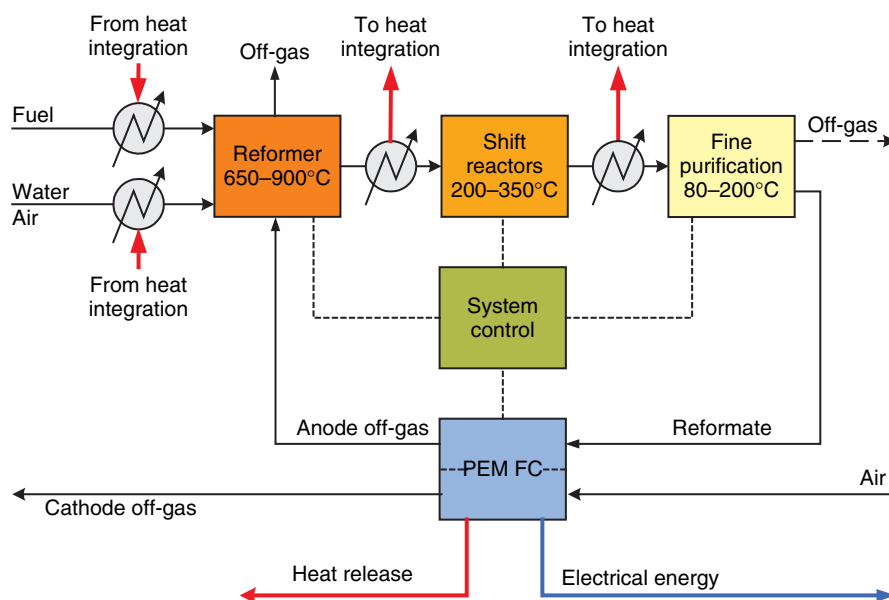 From heat
integration
To heat
integration
To heat
integration
Off-gas
Fuel
Off-gas
Reformer
650–900°C
Shift
reactors
200–350°C
Fine
purification
80–200°C
Water
Air
From heat
integration
System
control
Anode off-gas
Reformate
PEM FC
Air
Cathode off-gas
Heat release
Electrical energy